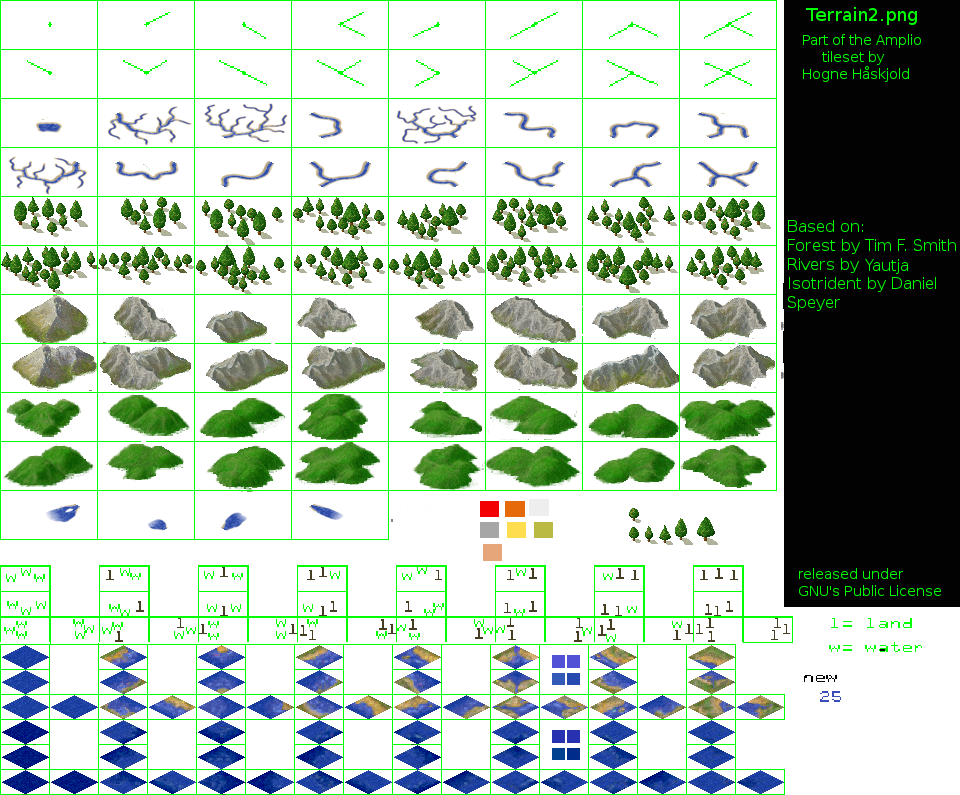 Terrain2.png
Part of the Amplio
tileset by
Hogne Håskjold
Based on:
Forest by Tim F. Smith
Rivers by Yautja
Isotrident by Daniel
Speyer
w w w l w w w l w l l w w w l l w l w l l l l l
w w w w w l w l w w l l l w w l w l l l w l l l
released under
GNU's Public License
l= land
w= water
new
25